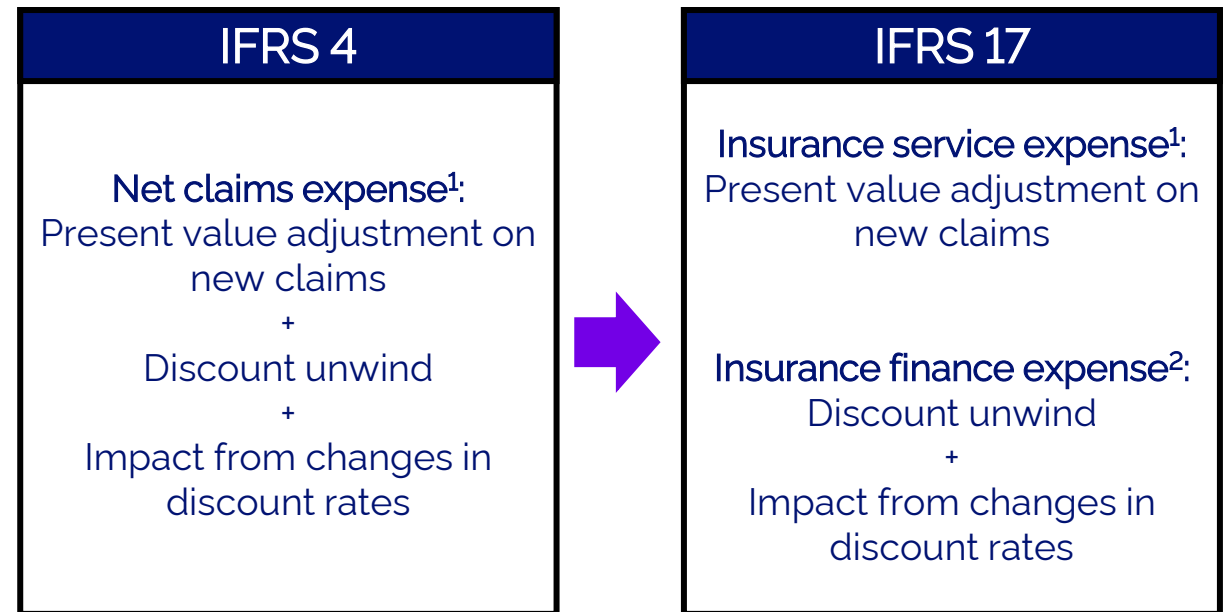 IFRS 4
Net claims expense¹:
Present value adjustment on
new claims
+
Discount unwind
+
Impact from changes in
discount rates
IFRS 17
Insurance service expense¹:
Present value adjustment on
new claims
Insurance finance expense²:
Discount unwind
+
Impact from changes in
discount rates